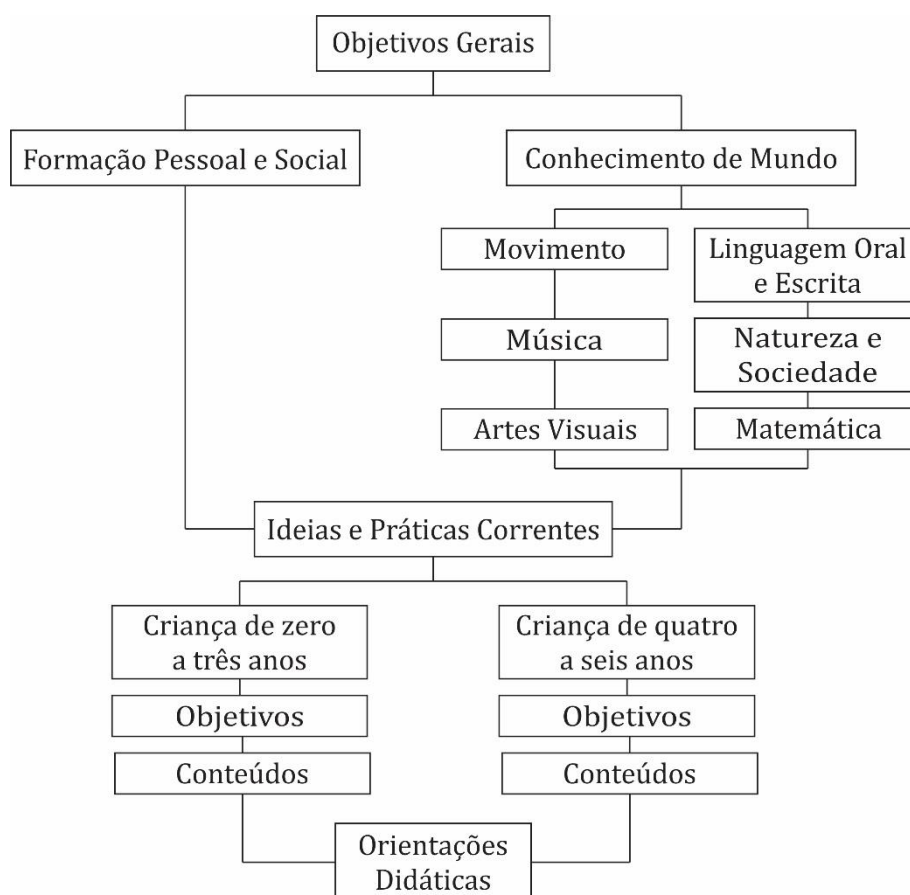 Objetivos Gerais
Formação Pessoal e Social
Conhecimento de Mundo
Movimento
Linguagem Oral
e Escrita
Música
Natureza e
Sociedade
Artes Visuais
Matemática
Ideias e Práticas Correntes
Criança de zero
a três anos
Criança de quatro
a seis anos
Objetivos
Objetivos
Conteúdos
Conteúdos
Orientações
Didáticas